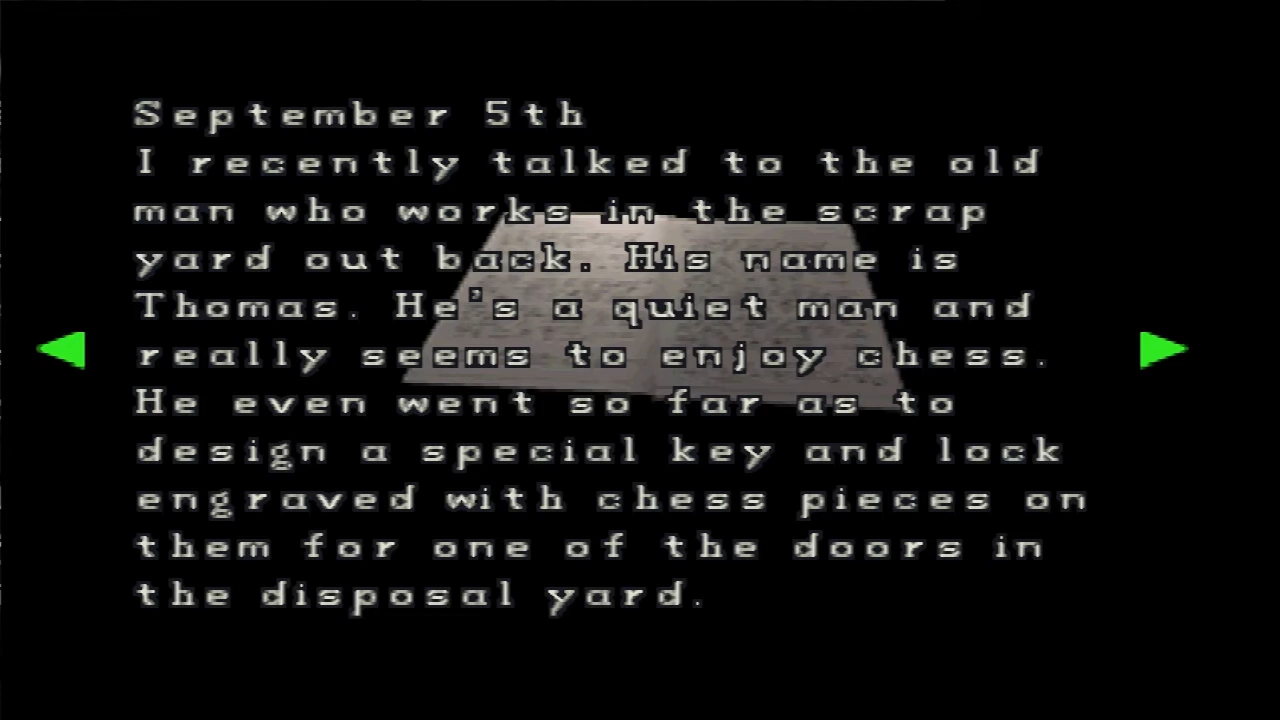 September 5th
I recently talked to the old
man who works in the scrap
yard out back. His name is
Thomas. He's a quiet man and
really seems to enjoy chess.
He even went so far as to
design a special key and lock
engraved with chess pieces on
them for one of the doors in
the disposal yard.